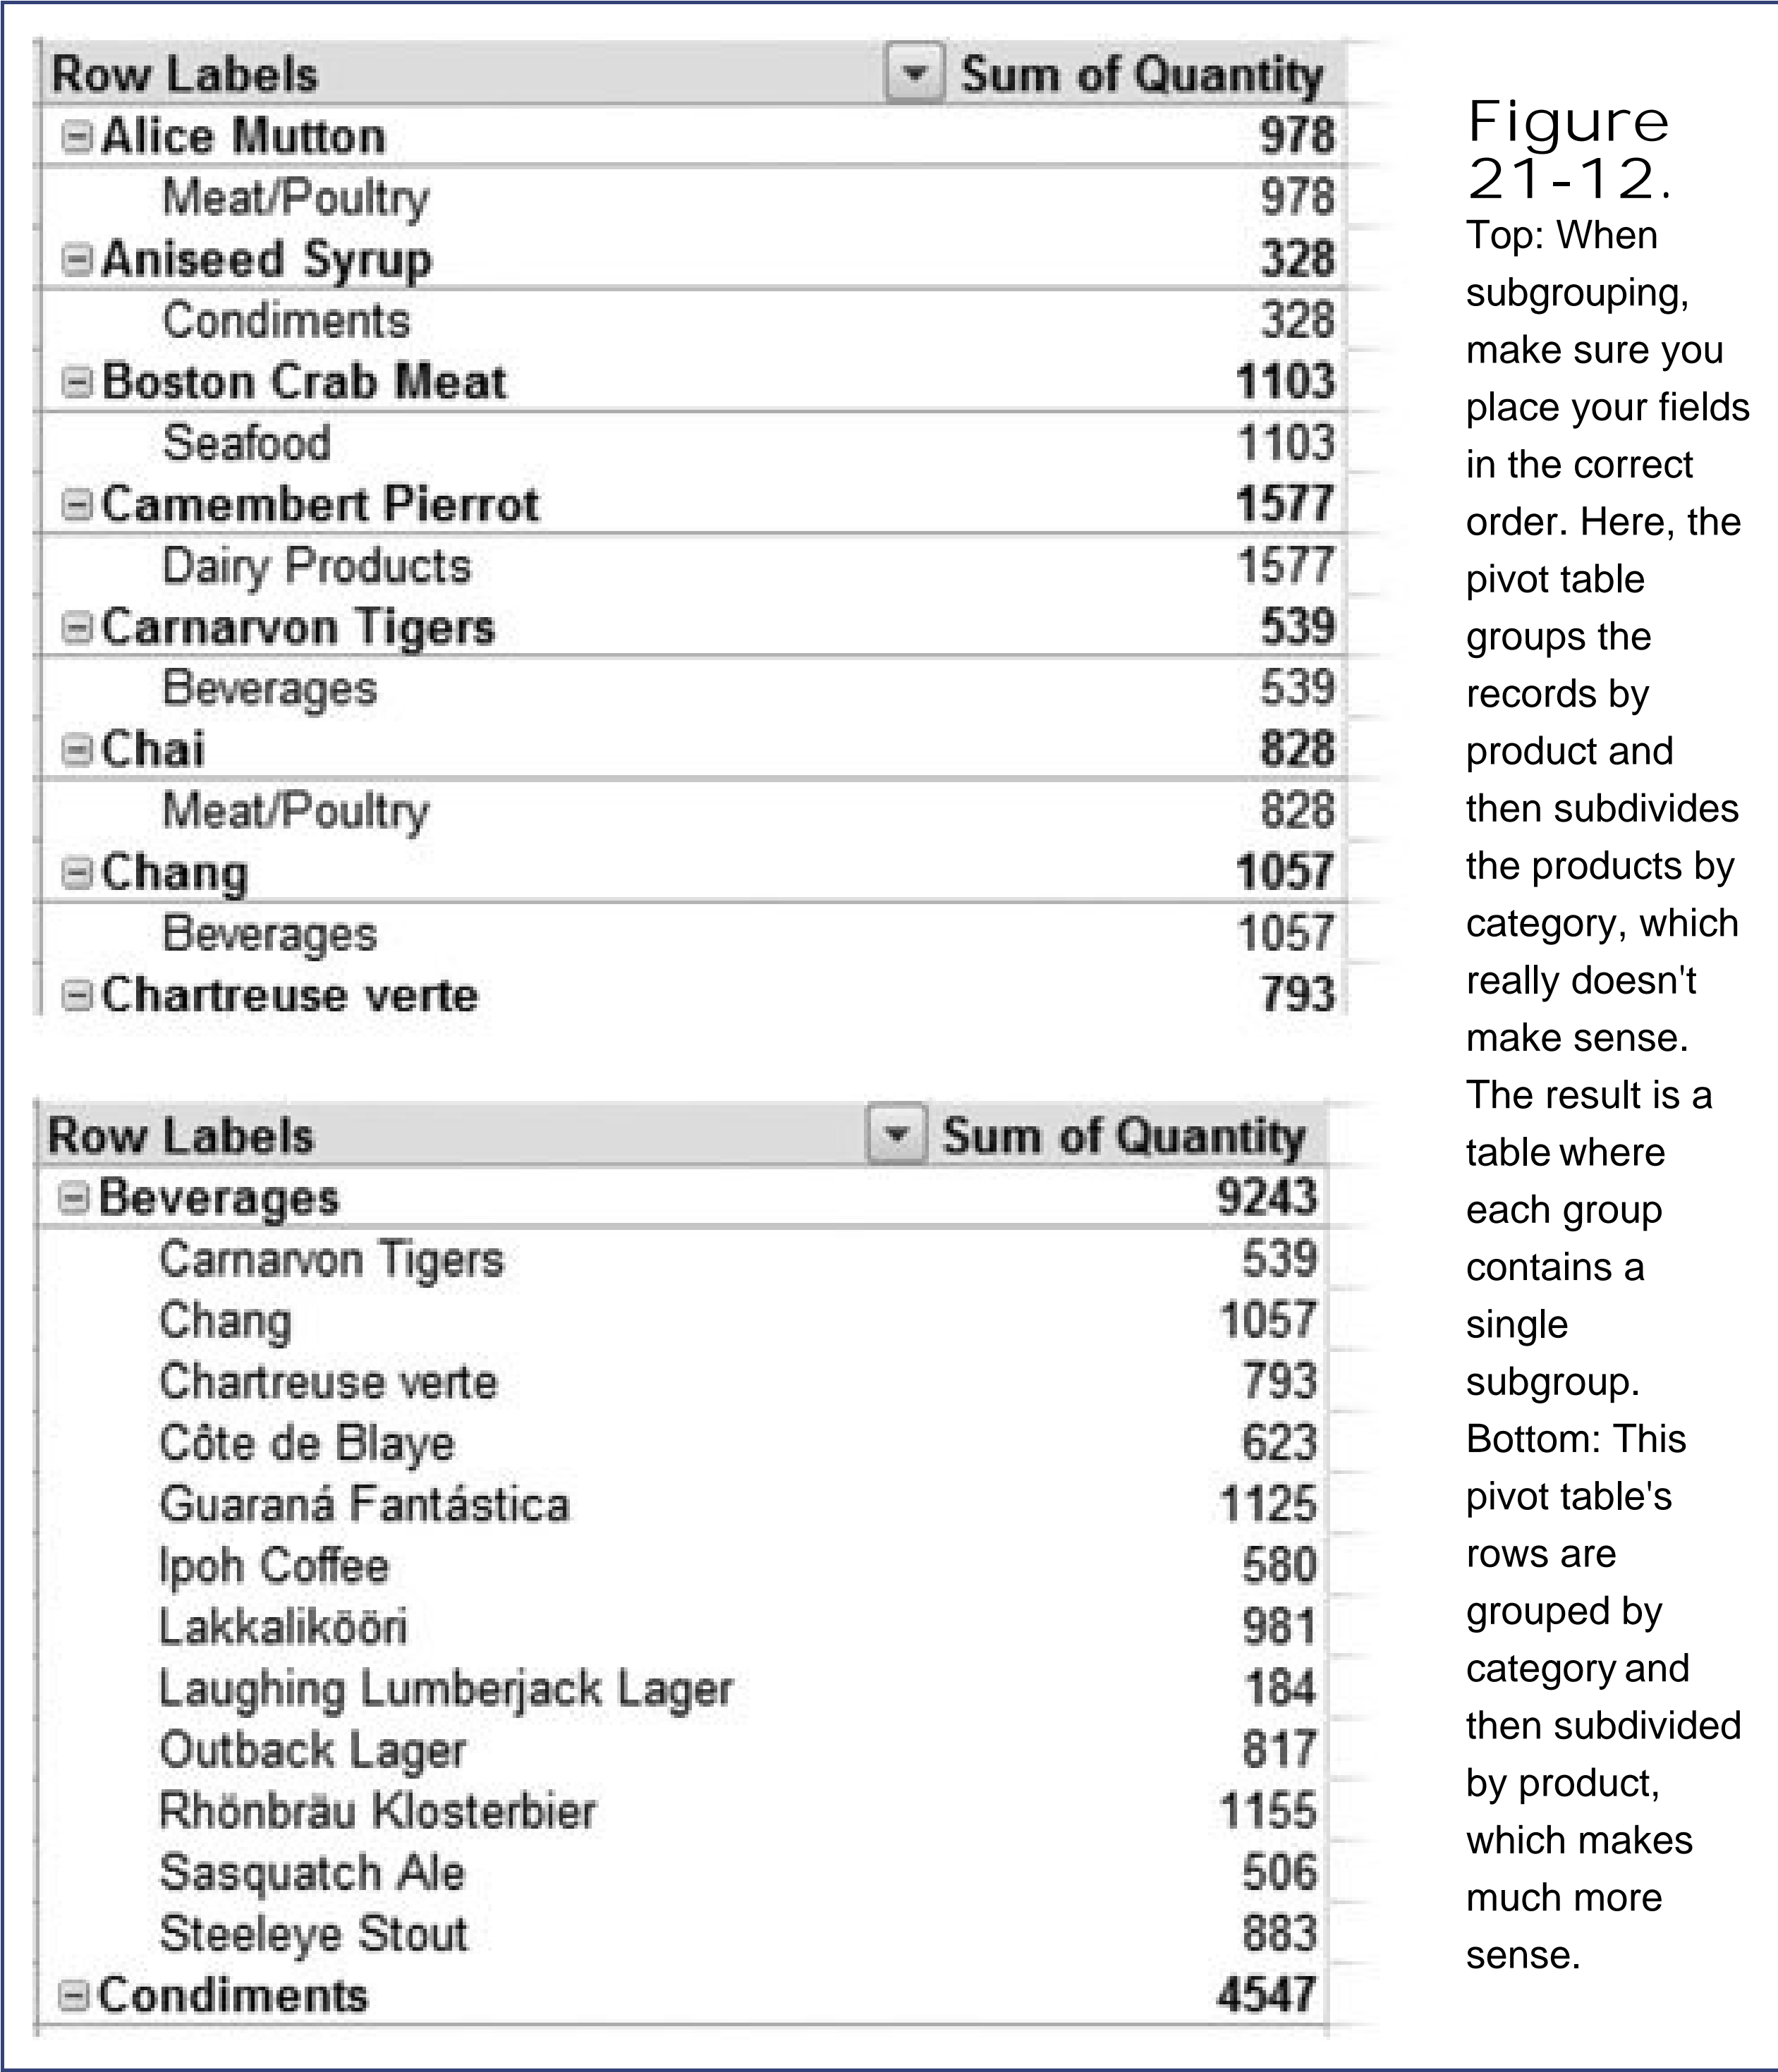 Row Labels Sum of Quantity
Alice Mutton 978
Meat/Poultry 978
Aniseed Syrup 328
Condiments 328
Boston Crab Meat 1103
Seafood 1103
Camembert Pierrot 1577
Dairy Products 1577
Carnarvon Tigers 539
Beverages 539
Chai 828
Meat/Poultry 828
Chang 1057
Beverages 1057
Chartreuse verte 793
Row Labels Sum of Quantity
Beverages 9243
Carnarvon Tigers 539
Chang 1057
Chartreuse verte 793
Côte de Blaye 623
Guaraná Fantástica 1125
Ipoh Coffee 580
Lakkalikööri 981
Laughing Lumberjack Lager 184
Outback Lager 817
Rhönbräu Klosterbier 1155
Sasquatch Ale 506
Steeleye Stout 883
Condiments 4547
Figure
21-12.
Top: When
subgrouping,
make sure you
place your fields
in the correct
order. Here, the
pivot table
groups the
records by
product and
then subdivides
the products by
category, which
really doesn't
make sense.
The result is a
table where
each group
contains a
single
subgroup.
Bottom: This
pivot table's
rows are
grouped by
category and
then subdivided
by product,
which makes
much more
sense.